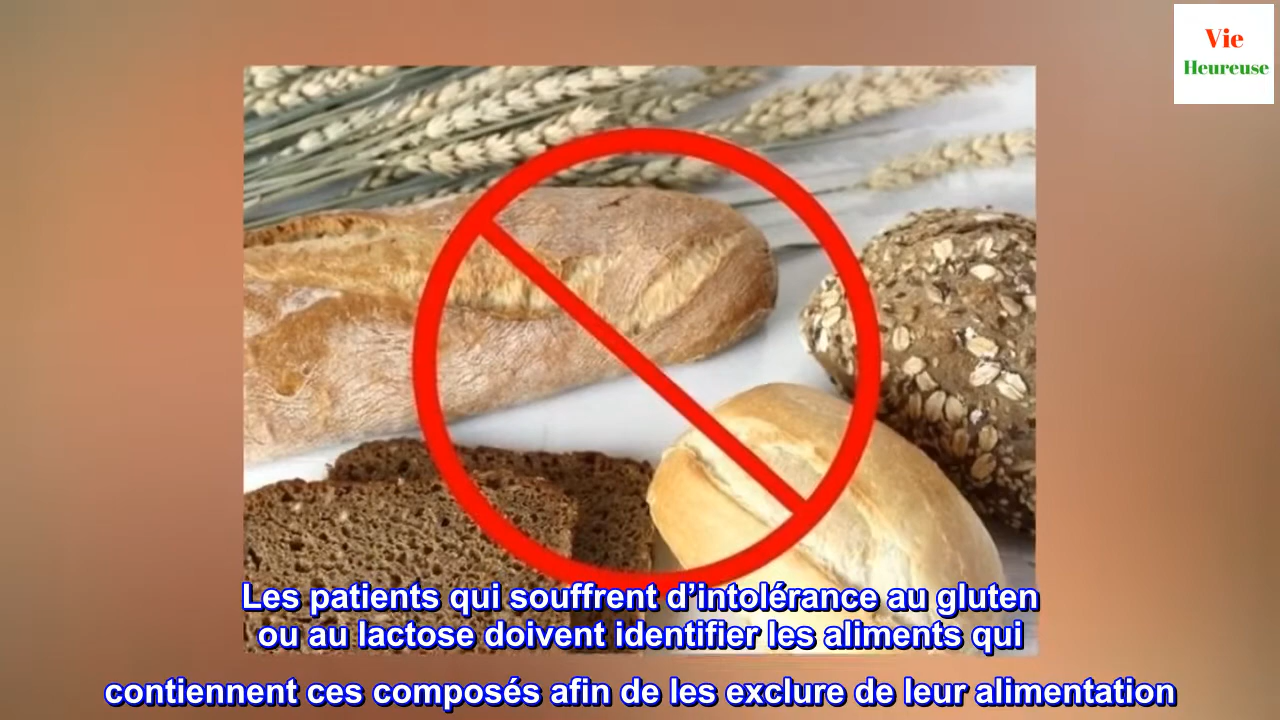 Vie
Heureuse
Les patients qui souffrent d’intolérance au gluten
ou au lactose doivent identifier les aliments qui
contiennent ces composés afin de les exclure de leur alimentation